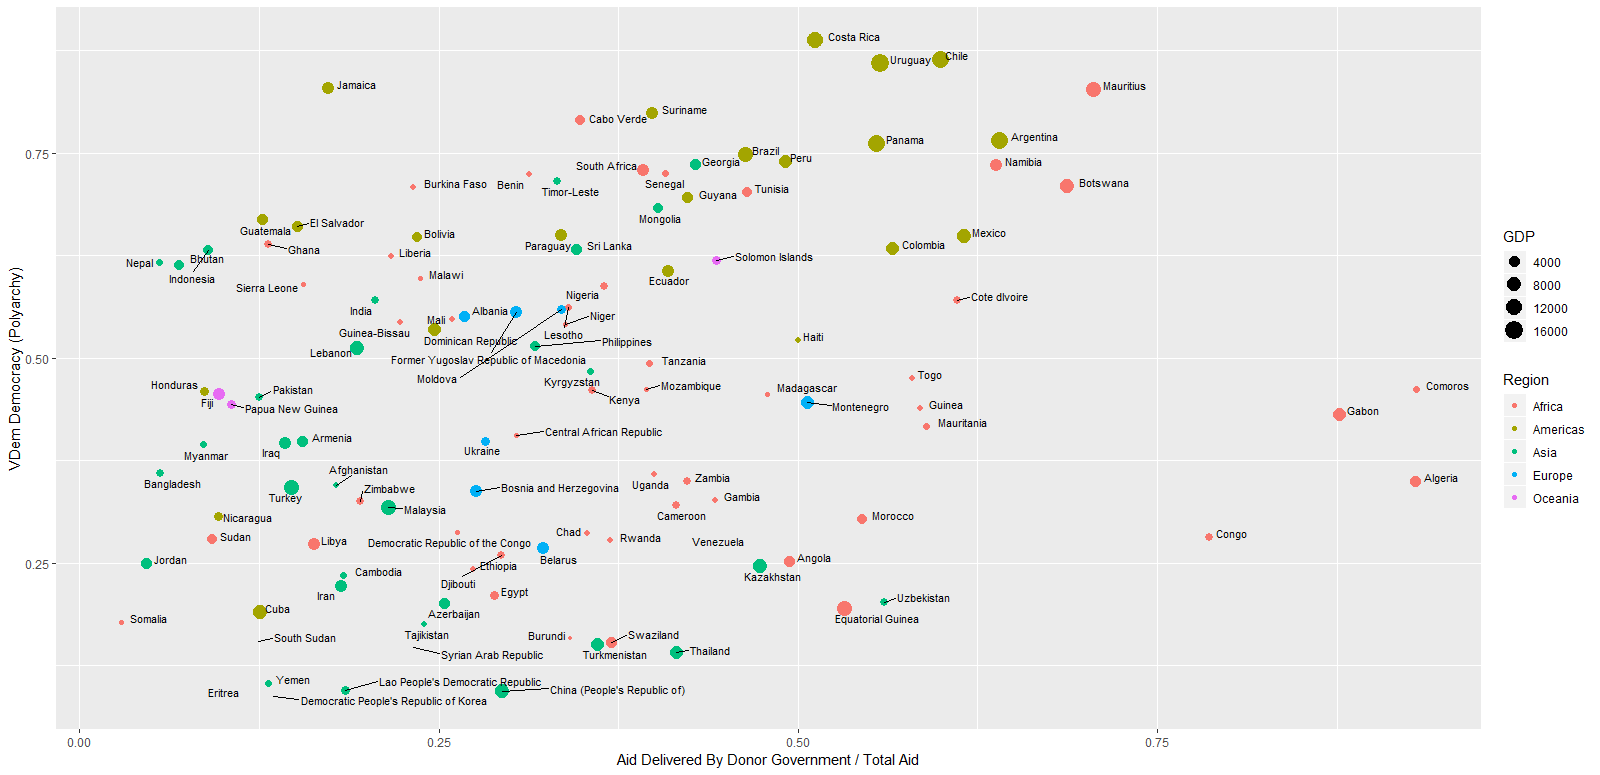 Costa Rica
Uruguay
Chile
Jamaica
Mauritius
Suriname
Cabo Verde
Panama
Argentina
Brazil
Peru
Georgia
South Africa
Namibia
Senegal
Burkina Faso
Benin
Timor-Leste
Guyana
Tunisia
Botswana
Mongolia
El Salvador
Guatemala
Bolivia
Paraguay
Sri Lanka
Colombia
Mexico
Ghana
Liberia
Bhutan
Nepal
Indonesia
Solomon Islands
Malawi
Ecuador
Sierra Leone
Nigeria
Cote dIvoire
India
Albania
Niger
Mali
Guinea-Bissau
Lesotho
Dominican Republic
Philippines
Haiti
Lebanon
Former Yugoslav Republic of Macedonia
Tanzania
Moldova
Kyrgyzstan
Togo
Honduras
Pakistan
Mozambique
Madagascar
Comoros
Fiji
Papua New Guinea
Kenya
Montenegro
Guinea
Gabon
Mauritania
Central African Republic
Armenia
Iraq
Ukraine
Myanmar
Afghanistan
Bangladesh
Zimbabwe
Bosnia and Herzegovina
Uganda
Zambia
Algeria
Turkey
Malaysia
Gambia
Nicaragua
Cameroon
Morocco
Sudan
Libya
Democratic Republic of the Congo
Chad
Rwanda
Venezuela
Congo
Jordan
Cambodia
Ethiopia
Belarus
Angola
Kazakhstan
Iran
Djibouti
Egypt
Uzbekistan
Cuba
Azerbaijan
Equatorial Guinea
Somalia
South Sudan
Tajikistan
Burundi
Swaziland
Syrian Arab Republic
Turkmenistan
Thailand
Yemen
Lao People's Democratic Republic
Eritrea
Democratic People's Republic of Korea
China (People's Republic of)
0.75
0.50
0.25
VDem Democracy (Polyarchy)
0.00
0.25
0.50
0.75
Aid Delivered By Donor Government / Total Aid
GDP
4000
8000
12000
16000
Region
Africa
Americas
Asia
Europe
Oceania